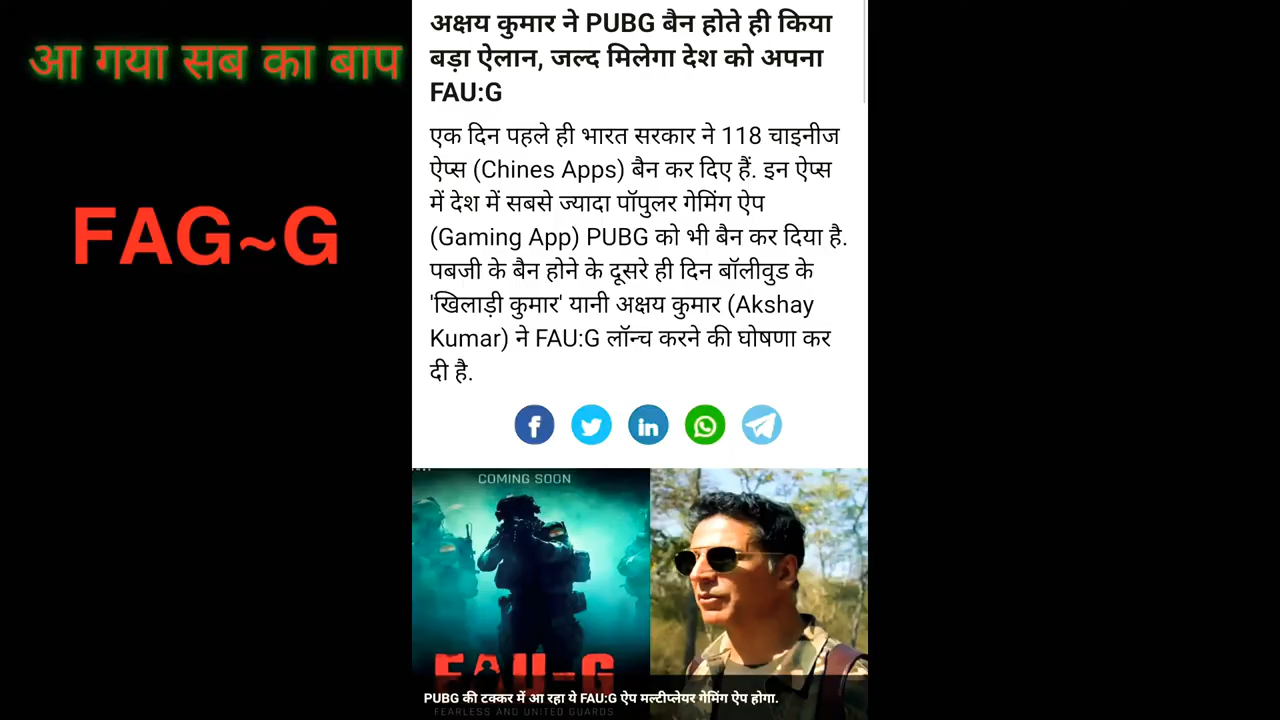 आ गया सब का बाप
FAG~G
अक्षय कुमार ने PUBG बैन होते ही किया
बड़ा ऐलान, जल्द मिलेगा देश को अपना
FAU:G
एक दिन पहले ही भारत सरकार ने 118 चाइनीज
ऐप्स (Chines Apps) बैन कर दिए हैं. इन ऐप्स
में देश में सबसे ज्यादा पॉपुलर गेमिंग ऐप
(Gaming App) PUBG को भी बैन कर दिया है.
पबजी के बैन होने के दूसरे ही दिन बॉलीवुड के
'खिलाड़ी कुमार' यानी अक्षय कुमार (Akshay
Kumar) ने FAU:G लॉन्च करने की घोषणा कर
दी है.
COMING SOON
FAU-G
PUBG की टक्कर में आ रहा ये FAU:G ऐप मल्टीप्लेयर गेमिंग ऐप होगा.
FEARLESS AND UNITED GUARDS